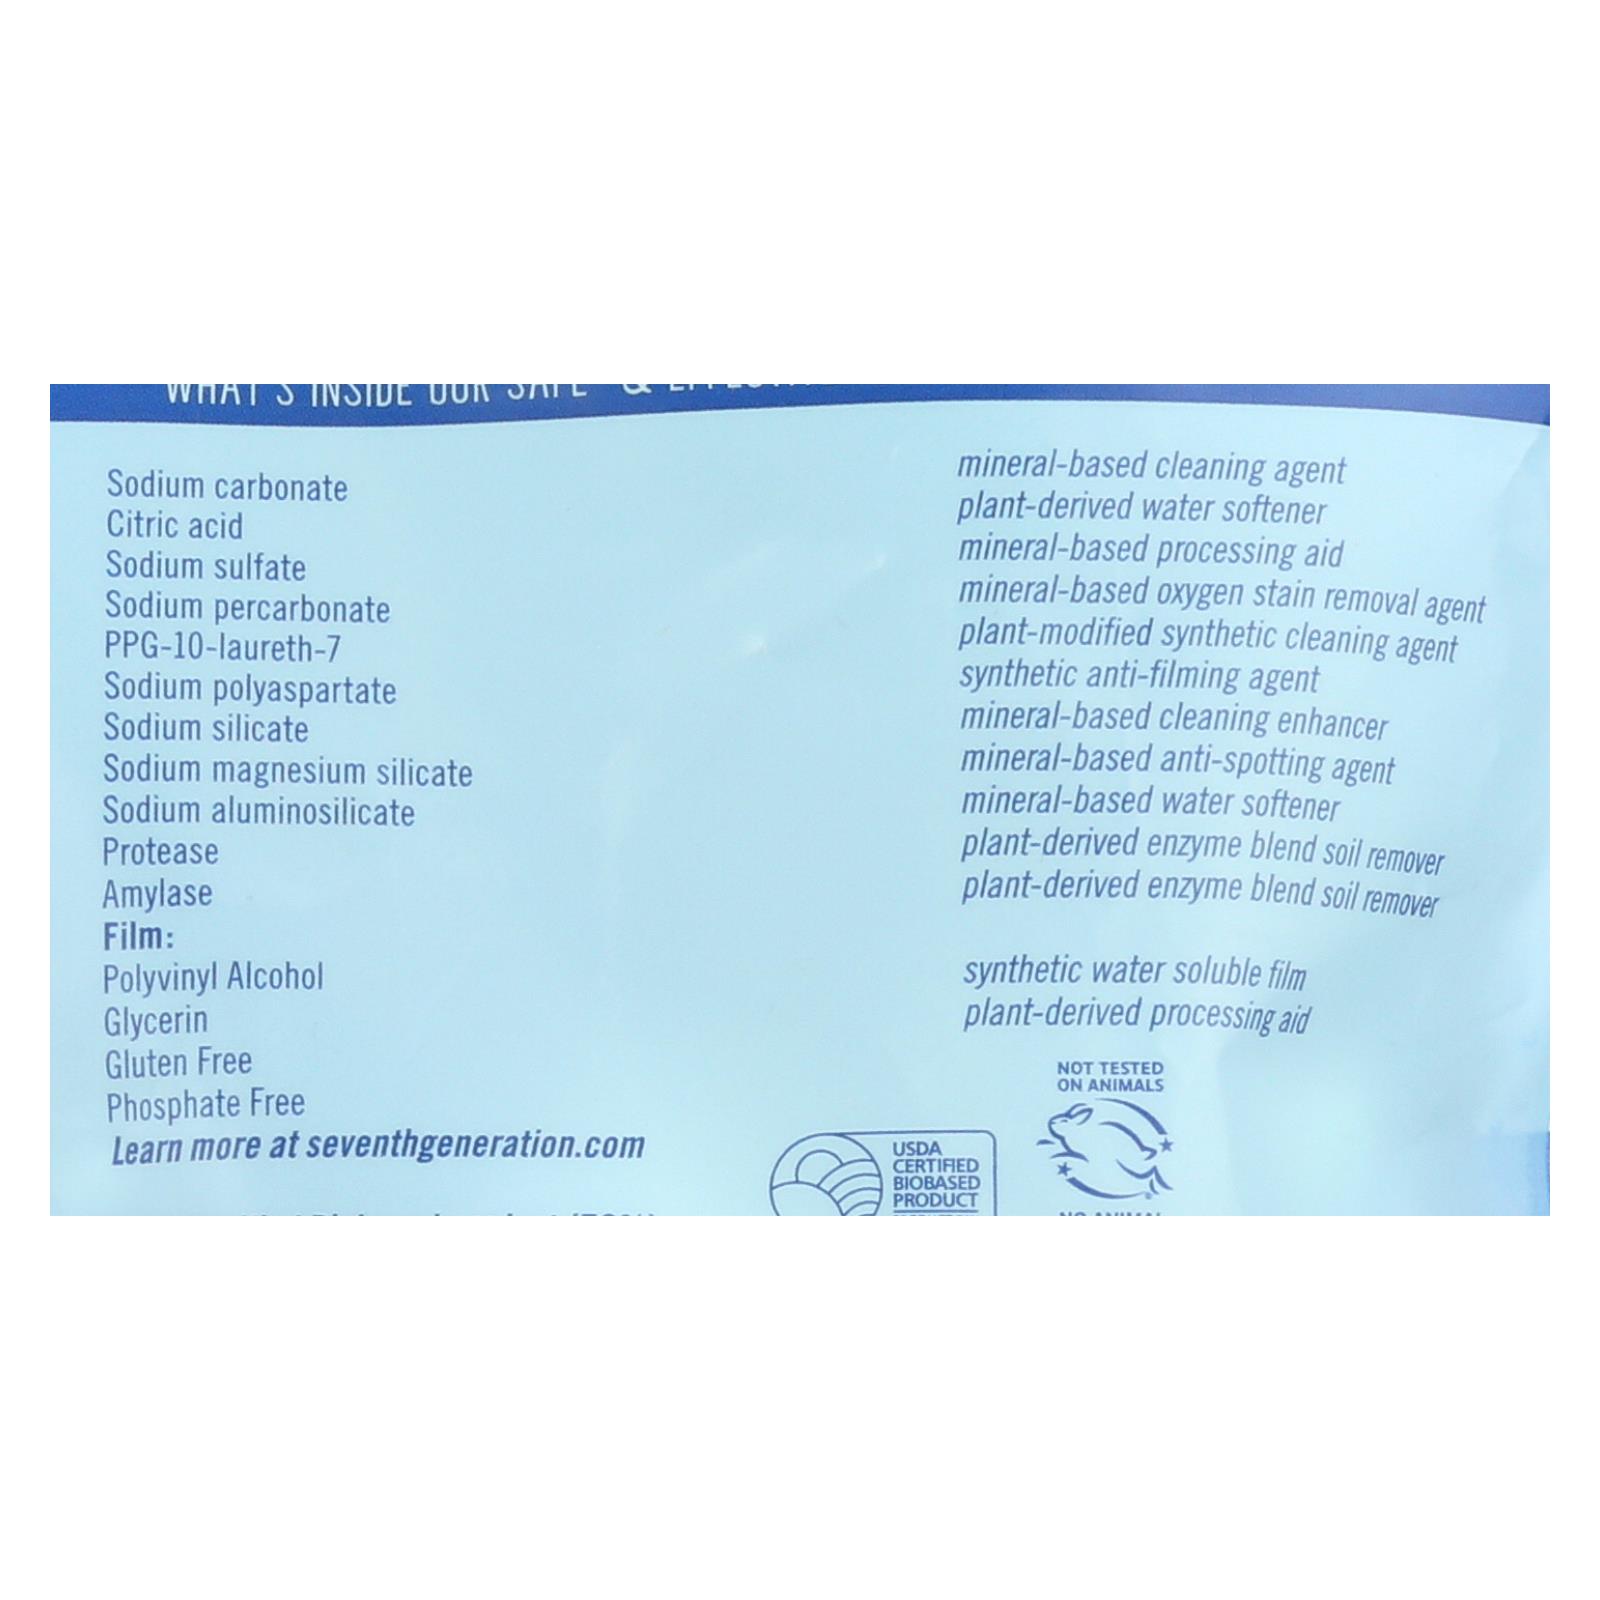 WHAT'S INSIDE OUR SAFE &
Sodium carbonate mineral-based cleaning agent
Citric acid plant-derived water softener
Sodium sulfate mineral-based processing aid
Sodium percarbonate mineral-based oxygen stain removal agent
PPG-10-laureth-7 plant-modified synthetic cleaning agent
Sodium polyaspartate synthetic anti-filming agent
Sodium silicate mineral-based cleaning enhancer
Sodium magnesium silicate mineral-based anti-spotting agent
Sodium aluminosilicate mineral-based water softener
Protease plant-derived enzyme blend soil remover
Amylase plant-derived enzyme blend soil remover
Film:
Polyvinyl Alcohol synthetic water soluble film
Glycerin plant-derived processing aid
Gluten Free
Phosphate Free
Learn more at seventhgeneration.com
USDA
CERTIFIED
BIOBASED
PRODUCT
NOT TESTED
ON ANIMALS